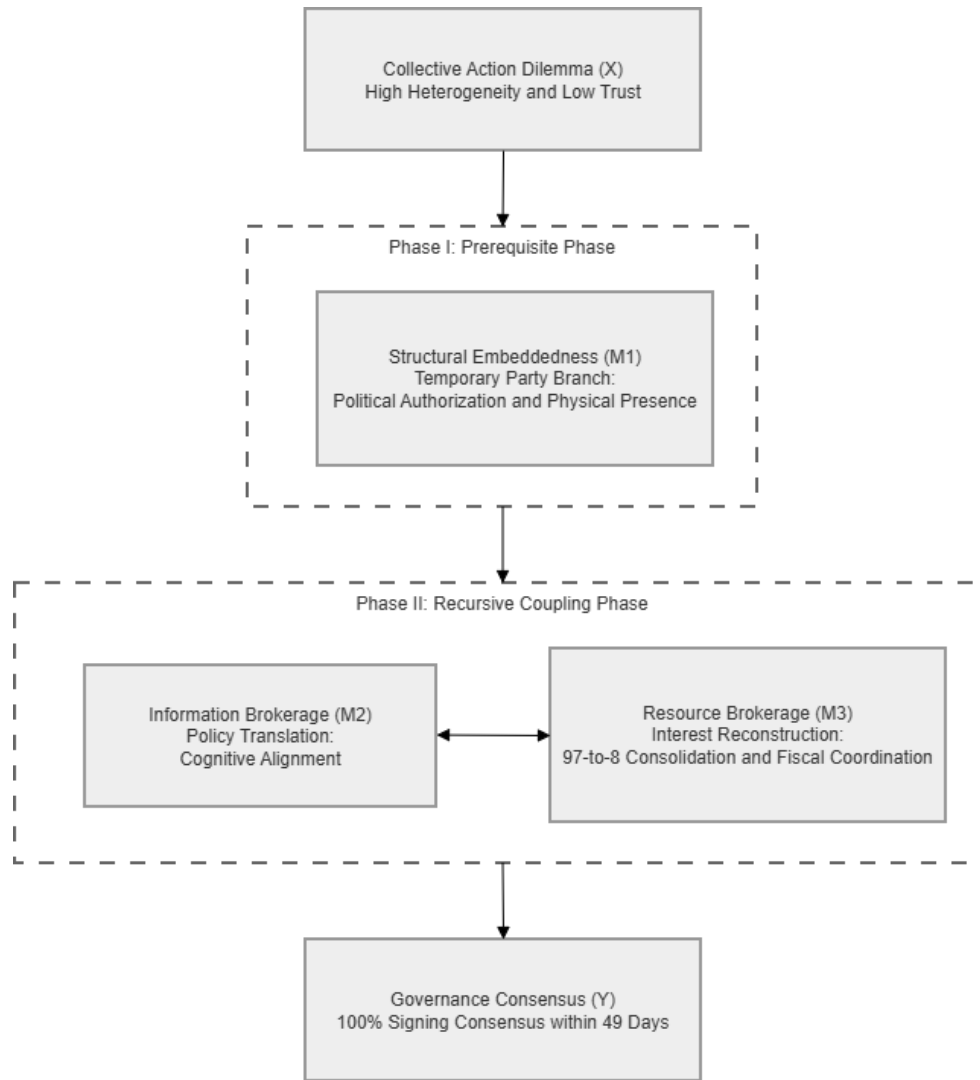 Collective Action Dilemma (X)
High Heterogeneity and Low Trust
Phase I: Prerequisite Phase
Structural Embeddedness (M1)
Temporary Party Branch:
Political Authorization and Physical Presence
Phase II: Recursive Coupling Phase
Information Brokerage (M2)
Policy Translation:
Cognitive Alignment
Resource Brokerage (M3)
Interest Reconstruction:
97-to-8 Consolidation and Fiscal Coordination
Governance Consensus (Y)
100% Signing Consensus within 49 Days